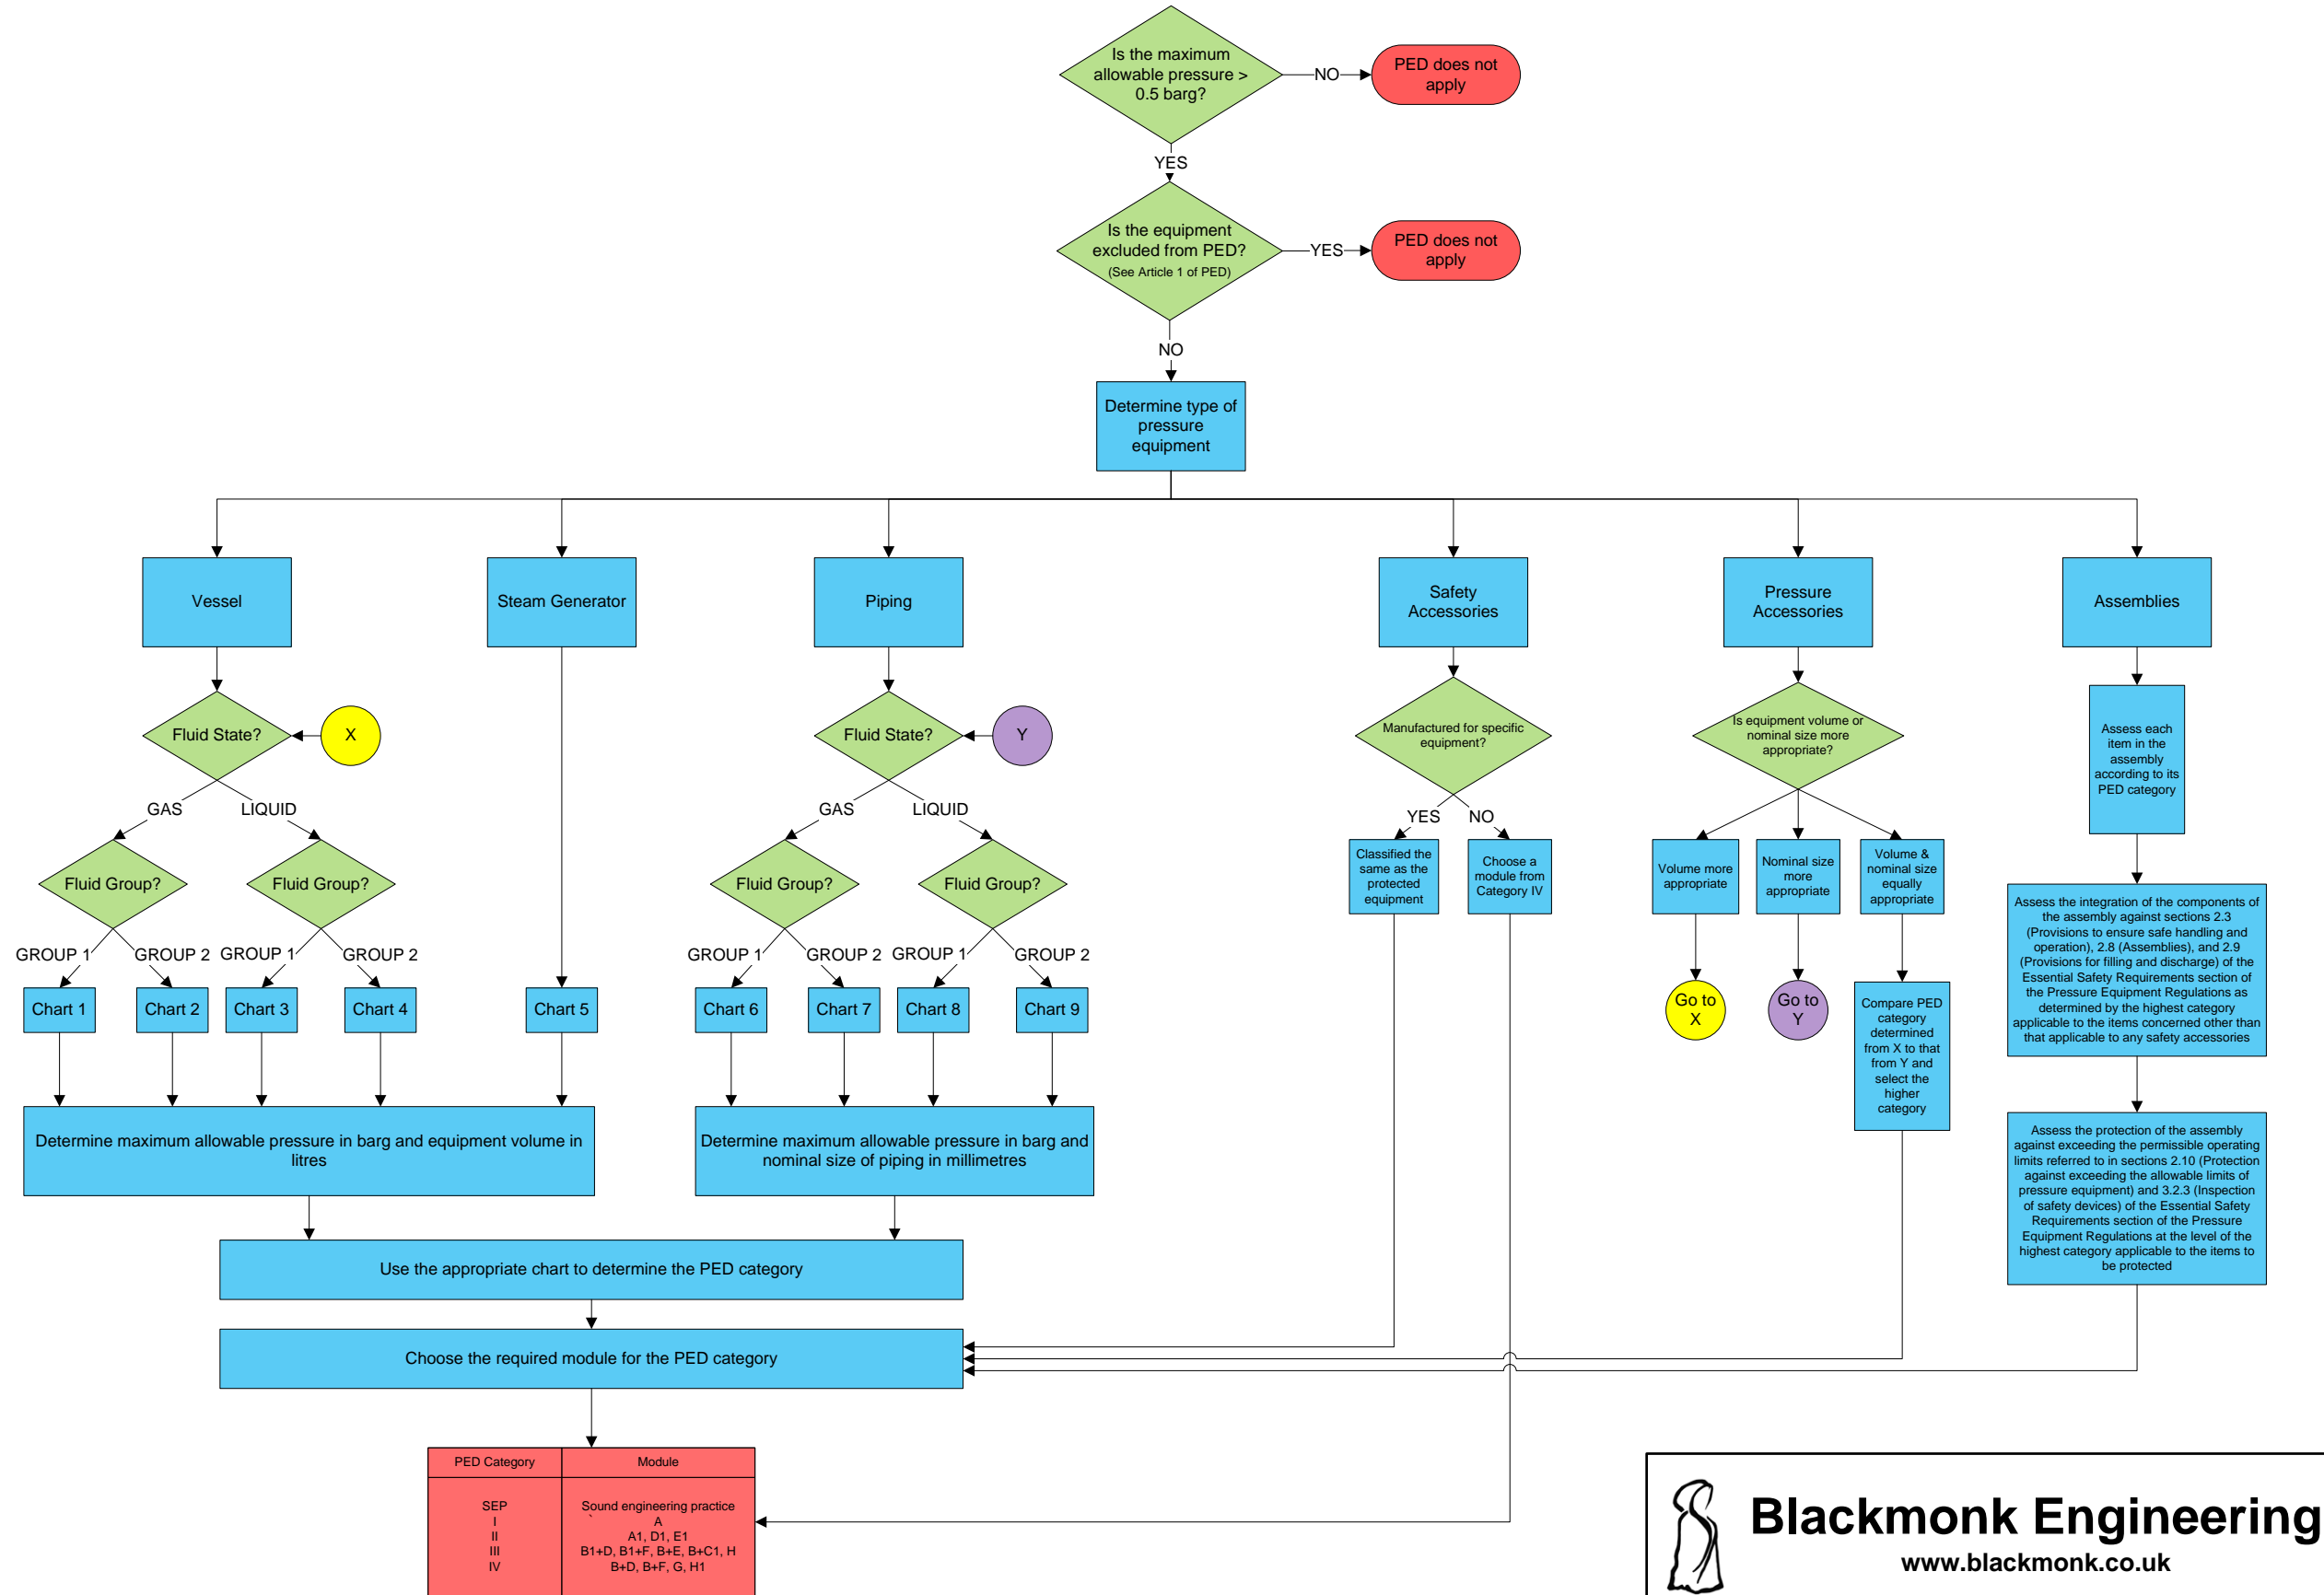 Is the maximum
allowable pressure >
0.5 barg?
NO
PED does not
apply
YES
Is the equipment
excluded from PED?
(See Article 1 of PED)
YES
PED does not
apply
NO
Determine type of
pressure
equipment
Vessel
Steam Generator
Piping
Safety
Accessories
Pressure
Accessories
Assemblies
Fluid State?
X
Fluid State?
Y
Manufactured for specific
equipment?
Is equipment volume or
nominal size more
appropriate?
Assess each
item in the
assembly
according to its
PED category
GAS
LIQUID
GAS
LIQUID
YES
NO
Fluid Group?
Fluid Group?
Fluid Group?
Fluid Group?
Classified the
same as the
protected
equipment
Choose a
module from
Category IV
Volume more
appropriate
Nominal size
more
appropriate
Volume &
nominal size
equally
appropriate
Assess the integration of the components of
the assembly against sections 2.3
(Provisions to ensure safe handling and
operation), 2.8 (Assemblies), and 2.9
(Provisions for filling and discharge) of the
Essential Safety Requirements section of
the Pressure Equipment Regulations as
determined by the highest category
applicable to the items concerned other than
that applicable to any safety accessories
GROUP 1
GROUP 2
GROUP 1
GROUP 2
GROUP 1
GROUP 2
GROUP 1
GROUP 2
Chart 1
Chart 2
Chart 3
Chart 4
Chart 5
Chart 6
Chart 7
Chart 8
Chart 9
Go to
X
Go to
Y
Compare PED
category
determined
from X to that
from Y and
select the
higher
category
Determine maximum allowable pressure in barg and equipment volume in
litres
Determine maximum allowable pressure in barg and
nominal size of piping in millimetres
Assess the protection of the assembly
against exceeding the permissible operating
limits referred to in sections 2.10 (Protection
against exceeding the allowable limits of
pressure equipment) and 3.2.3 (Inspection
of safety devices) of the Essential Safety
Requirements section of the Pressure
Equipment Regulations at the level of the
highest category applicable to the items to
be protected
Use the appropriate chart to determine the PED category
Choose the required module for the PED category
PED Category Module
SEP Sound engineering practice
I ` A
II A1, D1, E1
III B1+D, B1+F, B+E, B+C1, H
IV B+D, B+F, G, H1
Blackmonk Engineering
www.blackmonk.co.uk